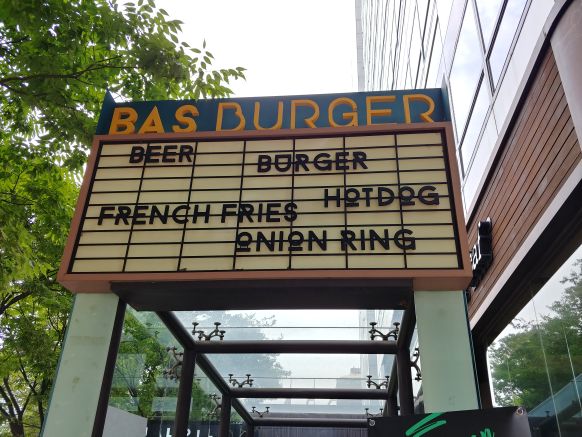 BAS BURGER
BEER BURGER
HOTDOG
FRENCH FRIES
ONION RING